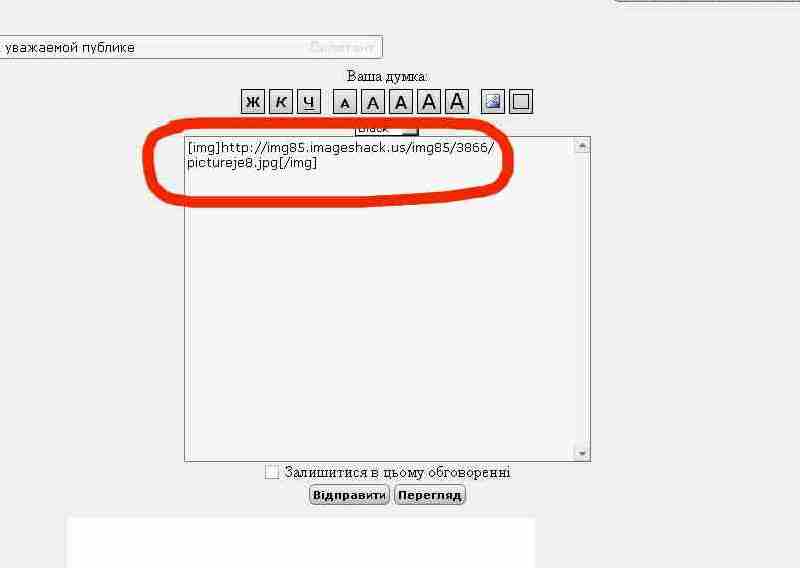 уважаемой публике
Силятант
Ваша думка:
Ж К Ч А А А А А
Black
[img]http://img85.imageshack.us/img85/3866/
pictureje8.jpg[/img]
Залишитися в цьому обговоренні
Відправити Перегляд